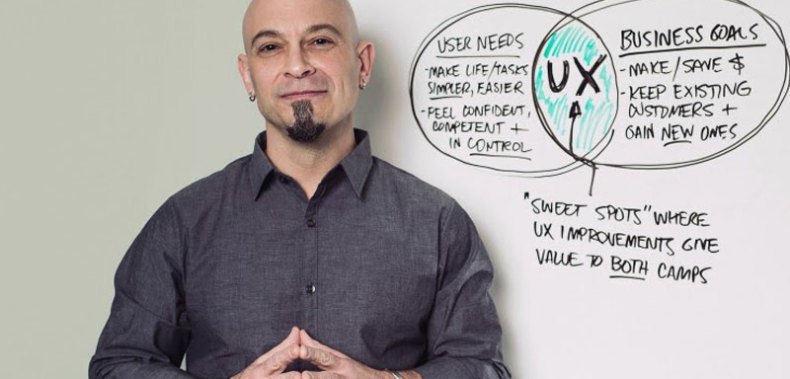 USER NEEDS
-MAKE LIFE/TASKS
SIMPLER, EASIER
-FEEL CONFIDENT,
COMPETENT +
IN CONTROL
UX
BUSINESS GOALS
-MAKE/SAVE $
-KEEP EXISTING
CUSTOMERS +
GAIN NEW ONES
"SWEET SPOTS" WHERE
UX IMPROVEMENTS GIVE
VALUE TO BOTH CAMPS